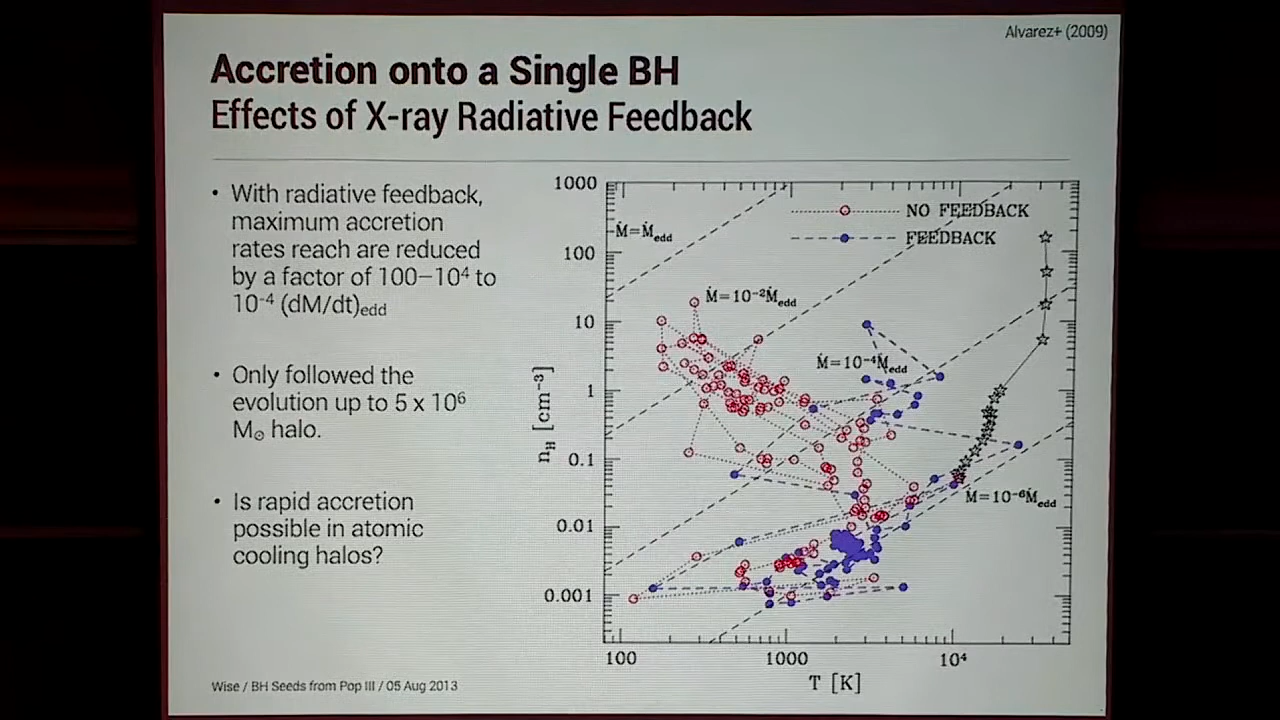 Alvarez+ (2009)
Accretion onto a Single BH
Effects of X-ray Radiative Feedback
• With radiative feedback,
maximum accretion
rates reach are reduced
by a factor of 100–10⁴ to
10⁻⁴ (dM/dt)edd
• Only followed the
evolution up to 5 x 10⁶
M⊙ halo.
• Is rapid accretion
possible in atomic
cooling halos?
1000
100
10
1
0.1
0.01
0.001
nH [cm⁻³]
NO FEEDBACK
FEEDBACK
Ṁ=Ṁedd
Ṁ=10⁻²Ṁedd
Ṁ=10⁻⁴Ṁedd
Ṁ=10⁻⁶Ṁedd
100 1000 10⁴
T [K]
Wise / BH Seeds from Pop III / 05 Aug 2013